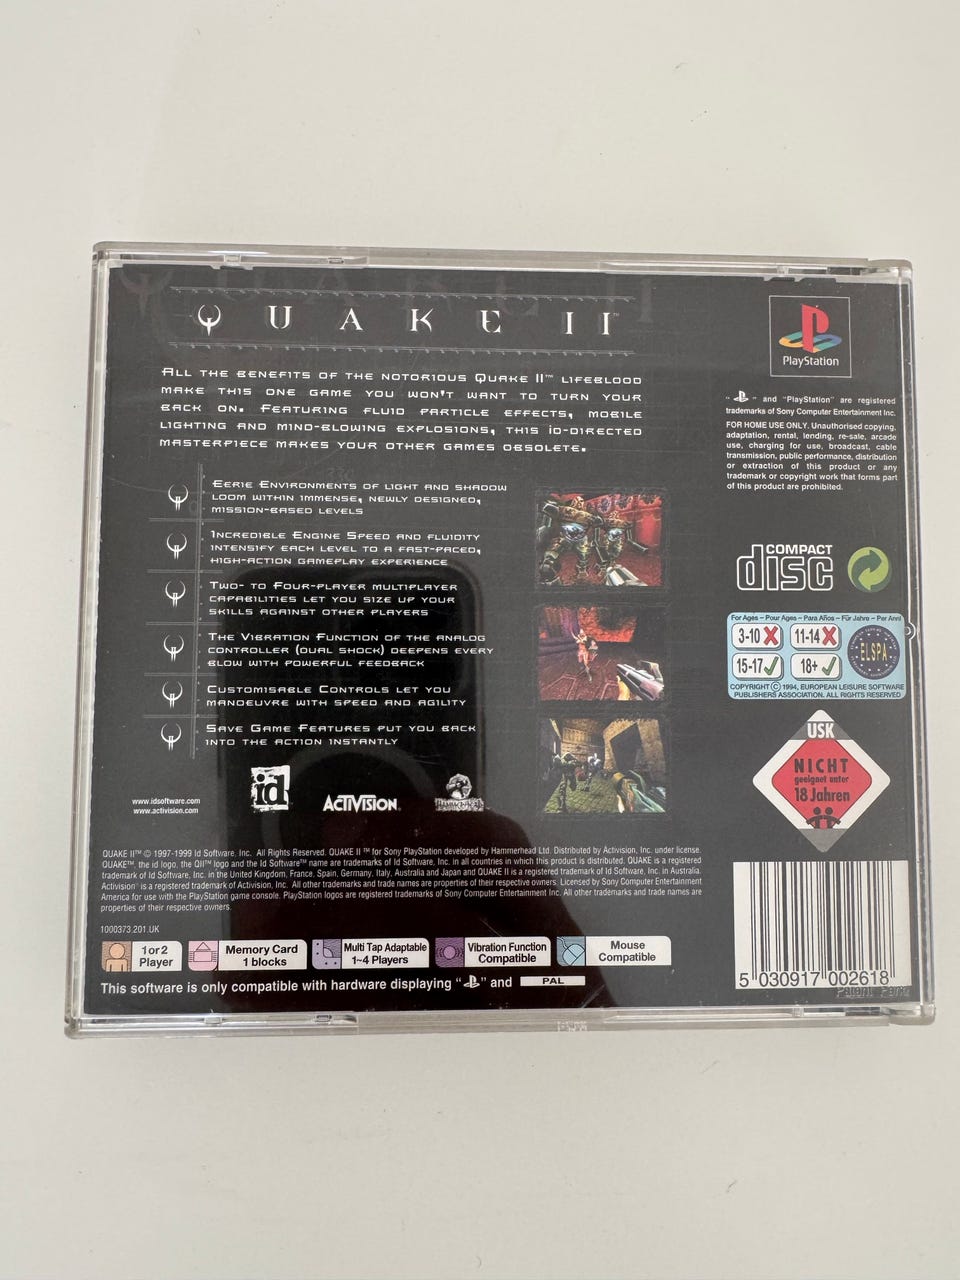 QUAKE II™
ALL THE BENEFITS OF THE NOTORIOUS QUAKE II™ LIFEBLOOD
MAKE THIS ONE GAME YOU WON'T WANT TO TURN YOUR
BACK ON. FEATURING FLUID PARTICLE EFFECTS, MOBILE
LIGHTING AND MIND-BLOWING EXPLOSIONS, THIS iD-DIRECTED
MASTERPIECE MAKES YOUR OTHER GAMES OBSOLETE.
EERIE ENVIRONMENTS OF LIGHT AND SHADOW
LOOM WITHIN IMMENSE, NEWLY DESIGNED,
MISSION-BASED LEVELS
INCREDIBLE ENGINE SPEED AND FLUIDITY
INTENSIFY EACH LEVEL TO A FAST-PACED,
HIGH-ACTION GAMEPLAY EXPERIENCE
TWO- TO FOUR-PLAYER MULTIPLAYER
CAPABILITIES LET YOU SIZE UP YOUR
SKILLS AGAINST OTHER PLAYERS
THE VIBRATION FUNCTION OF THE ANALOG
CONTROLLER (DUAL SHOCK) DEEPENS EVERY
BLOW WITH POWERFUL FEEDBACK
CUSTOMISABLE CONTROLS LET YOU
MANOEUVRE WITH SPEED AND AGILITY
SAVE GAME FEATURES PUT YOU BACK
INTO THE ACTION INSTANTLY
www.idsoftware.com
www.activision.com
id
ACTIVISION
PlayStation
" " and "PlayStation" are registered
trademarks of Sony Computer Entertainment Inc.
FOR HOME USE ONLY. Unauthorised copying,
adaptation, rental, lending, re-sale, arcade
use, charging for use, broadcast, cable
transmission, public performance, distribution
or extraction of this product or any
trademark or copyright work that forms part
of this product are prohibited.
COMPACT
disc
For Ages – Pour Ages – Para Años – Für Jahre – Per Anni
3-10 11-14
15-17 18+
ELSPA
COPYRIGHT © 1994, EUROPEAN LEISURE SOFTWARE
PUBLISHERS ASSOCIATION. ALL RIGHTS RESERVED
USK
NICHT
geeignet unter
18 Jahren
QUAKE II™ © 1997-1999 Id Software, Inc. All Rights Reserved. QUAKE II ™ for Sony PlayStation developed by Hammerhead Ltd. Distributed by Activision, Inc. under license.
QUAKE™, the id logo, the QII™ logo and the Id Software™ name are trademarks of Id Software, Inc. in all countries in which this product is distributed. QUAKE is a registered
trademark of Id Software, Inc. in the United Kingdom, France, Spain, Germany, Italy, Australia and Japan and QUAKE II is a registered trademark of Id Software, Inc. in Australia.
Activision® is a registered trademark of Activision, Inc. All other trademarks and trade names are properties of their respective owners. Licensed by Sony Computer Entertainment
America for use with the PlayStation game console. PlayStation logos are registered trademarks of Sony Computer Entertainment Inc. All other trademarks and trade names are
properties of their respective owners.
1000373.201.UK
1 or 2
Player
Memory Card
1 blocks
Multi Tap Adaptable
1~4 Players
Vibration Function
Compatible
Mouse
Compatible
This software is only compatible with hardware displaying " " and PAL
5 030917 002618